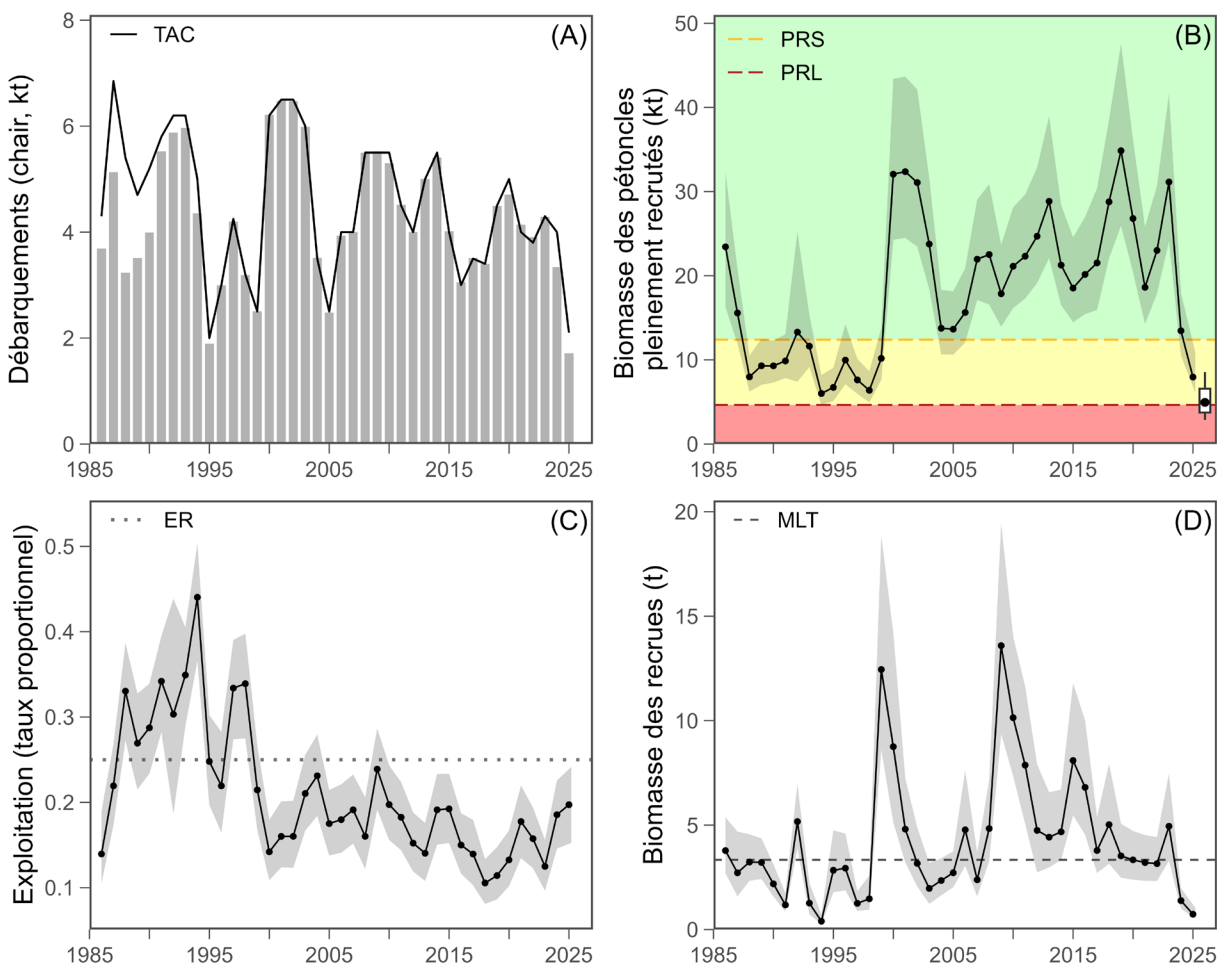 TAC
(A)
Débarquements (chair, kt)
8
6
4
2
0
1985
1995
2005
2015
2025
PRS
PRL
(B)
Biomasse des pétoncles
pleinement recrutés (kt)
50
40
30
20
10
0
1985
1995
2005
2015
2025
ER
(C)
Exploitation (taux proportionnel)
0.5
0.4
0.3
0.2
0.1
1985
1995
2005
2015
2025
MLT
(D)
Biomasse des recrues (t)
20
15
10
5
0
1985
1995
2005
2015
2025